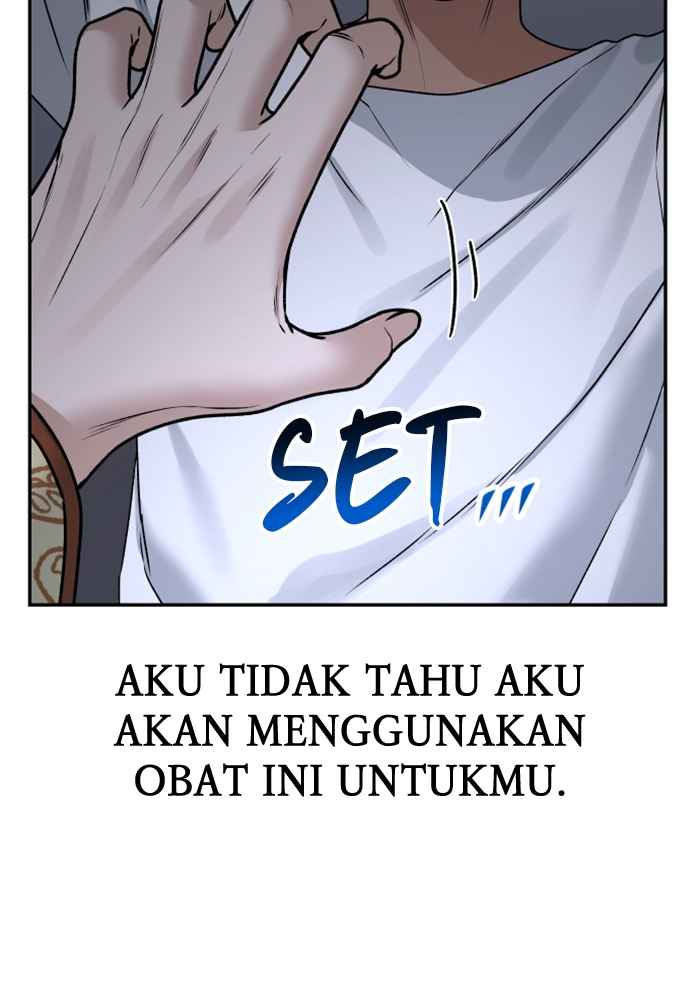 SET...
AKU TIDAK TAHU AKU
AKAN MENGGUNAKAN
OBAT INI UNTUKMU.